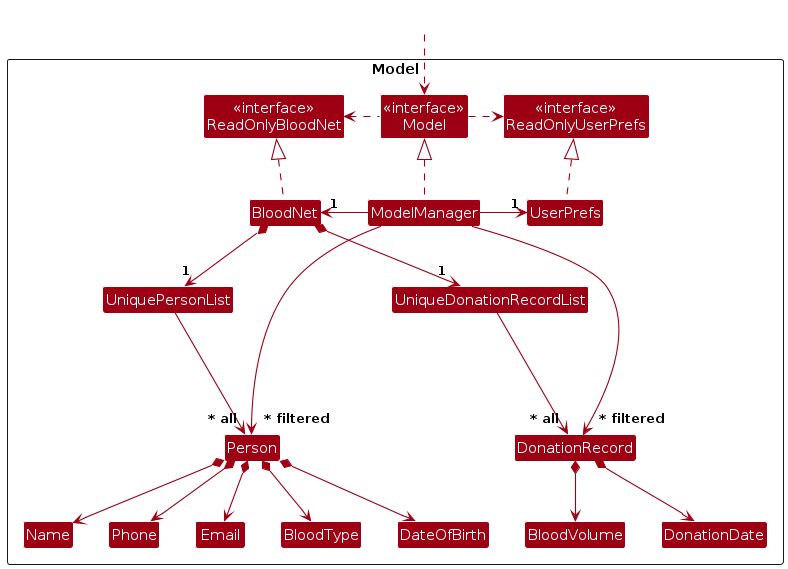 Model
«interface»
ReadOnlyBloodNet
«interface»
Model
«interface»
ReadOnlyUserPrefs
BloodNet
1
ModelManager
1
UserPrefs
1
1
UniquePersonList
UniqueDonationRecordList
* all
* filtered
* all
* filtered
Person
DonationRecord
Name
Phone
Email
BloodType
DateOfBirth
BloodVolume
DonationDate